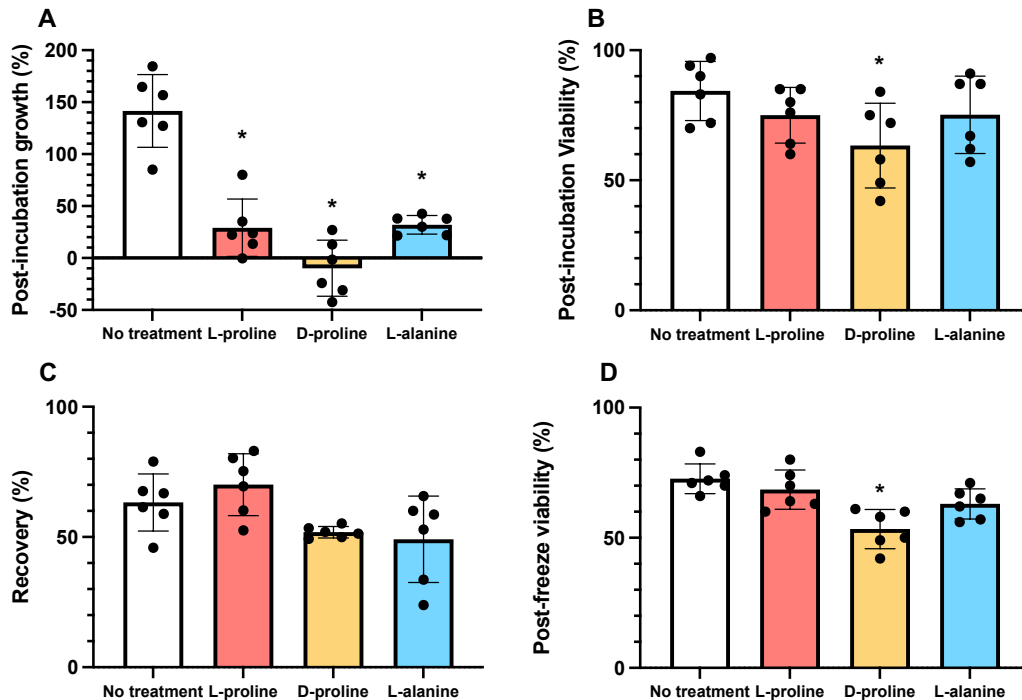 A
Post-incubation growth (%)
200
150
100
50
0
-50
*
*
*
No treatment L-proline D-proline L-alanine
B
Post-incubation Viability (%)
100
50
0
*
No treatment L-proline D-proline L-alanine
C
Recovery (%)
100
50
0
No treatment L-proline D-proline L-alanine
D
Post-freeze viability (%)
100
50
0
*
No treatment L-proline D-proline L-alanine